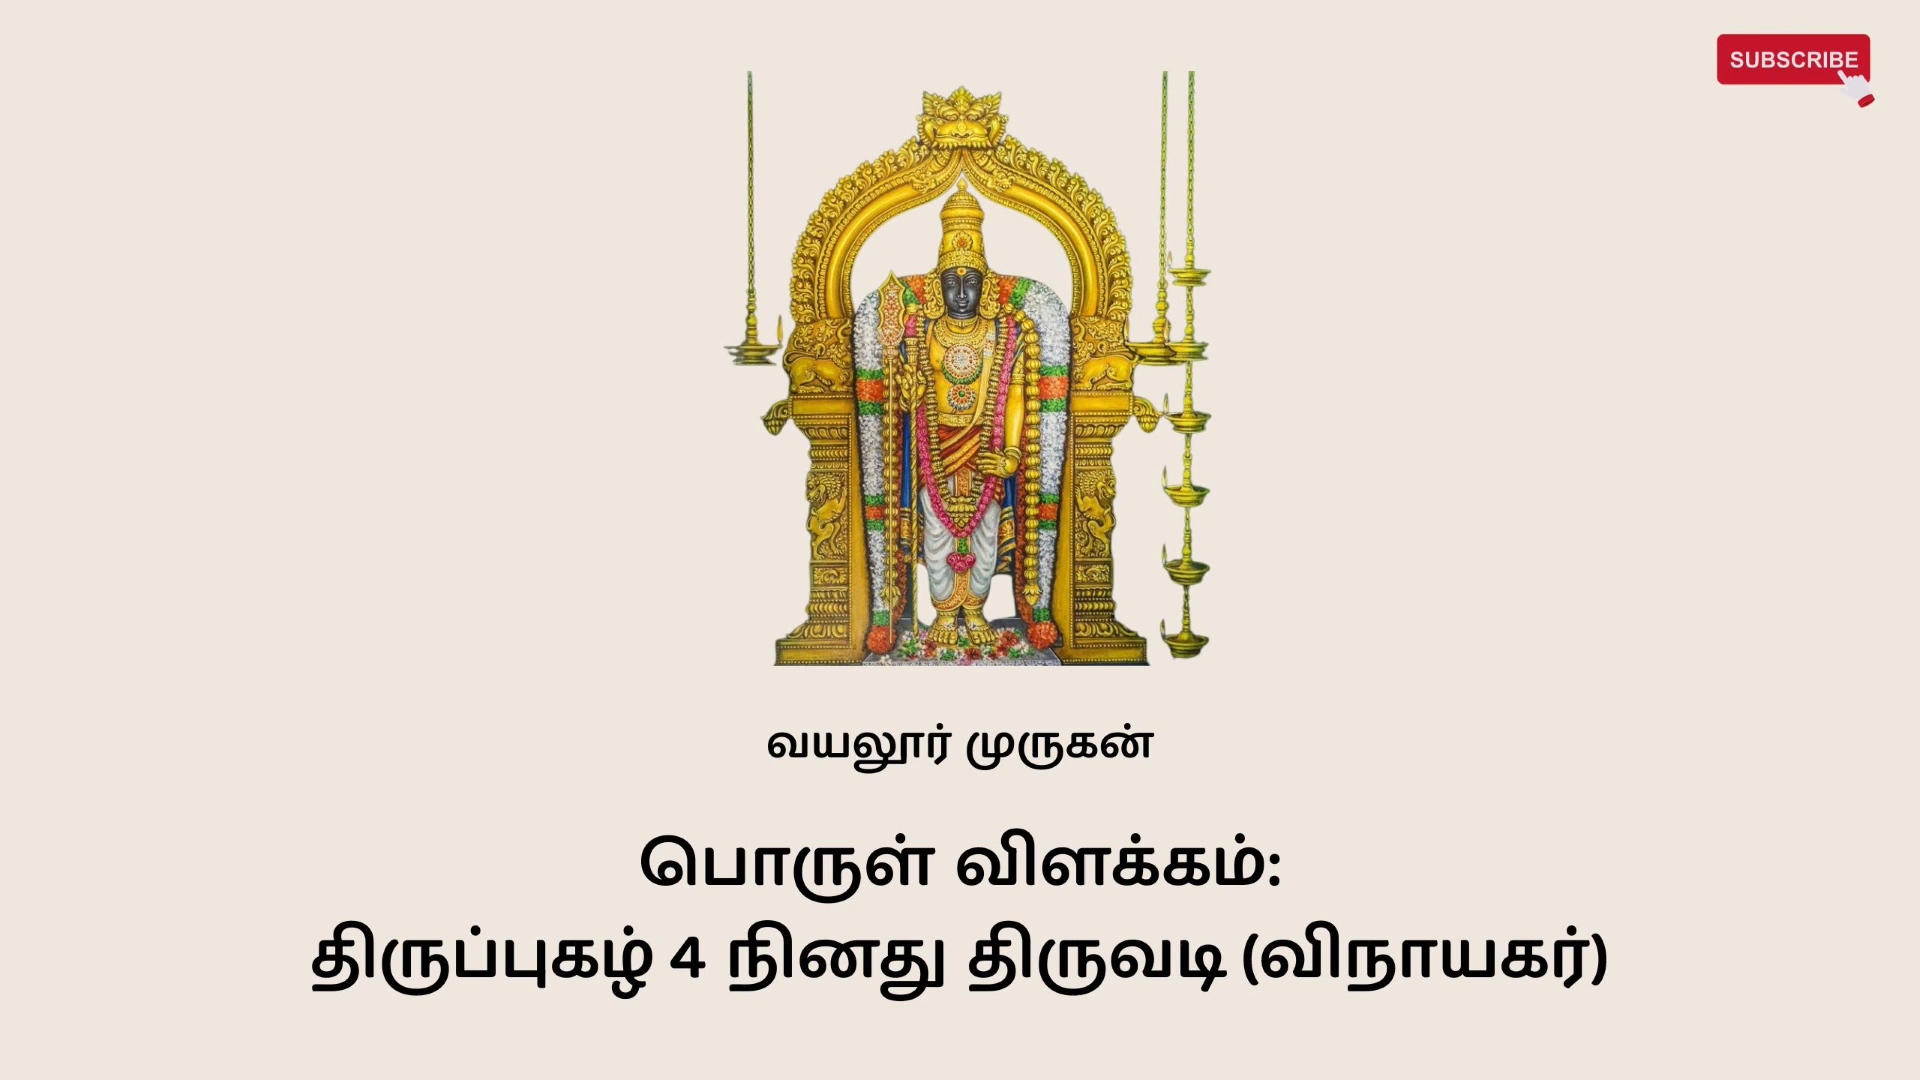 SUBSCRIBE
வயலூர் முருகன்
பொருள் விளக்கம்:
திருப்புகழ் 4 நினது திருவடி (விநாயகர்)